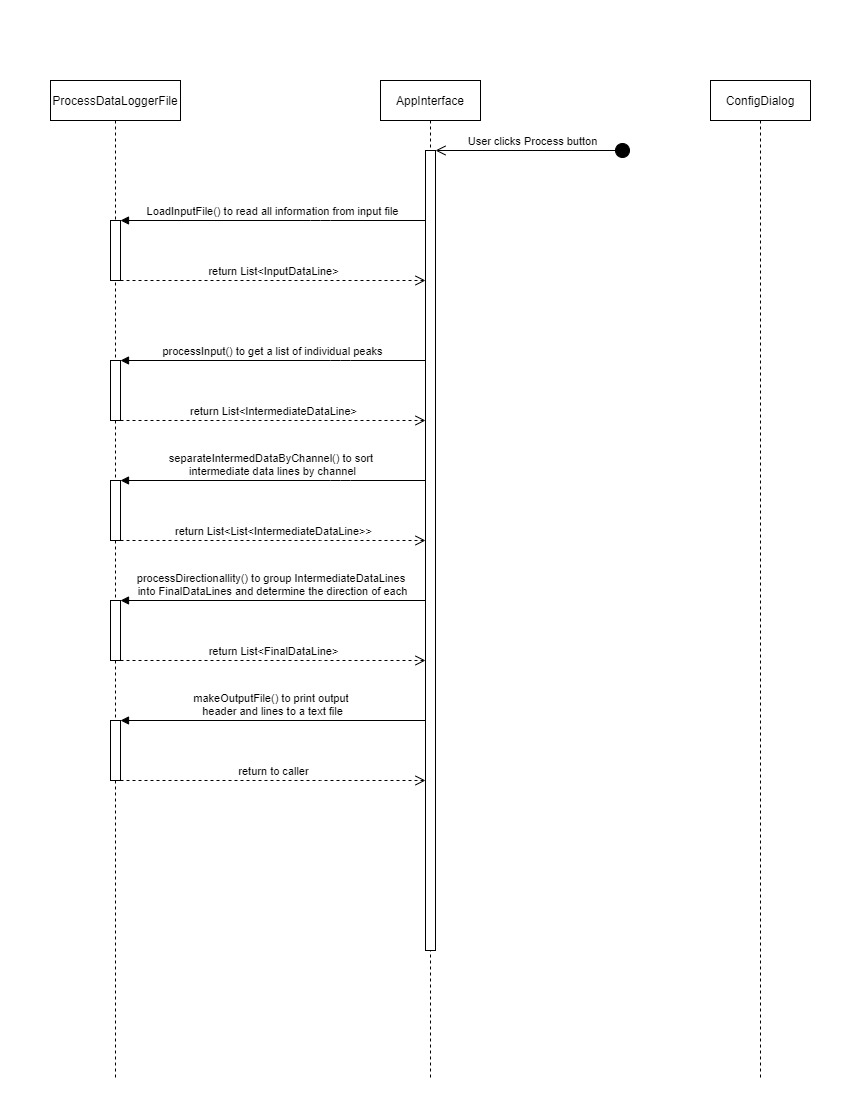 ProcessDataLoggerFile
AppInterface
ConfigDialog
User clicks Process button
LoadInputFile() to read all information from input file
return List<InputDataLine>
processInput() to get a list of individual peaks
return List<IntermediateDataLine>
separateIntermedDataByChannel() to sort
intermediate data lines by channel
return List<List<IntermediateDataLine>>
processDirectionallity() to group IntermediateDataLines
into FinalDataLines and determine the direction of each
return List<FinalDataLine>
makeOutputFile() to print output
header and lines to a text file
return to caller